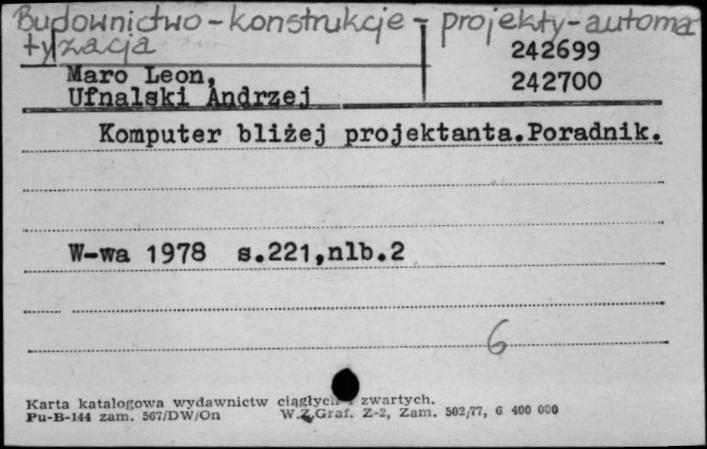 Budownictwo - konstrukcje - projekty - automa
tyzacja
242699
Maro Leon,
242700
Ufnalski Andrzej
Komputer bliżej projektanta.Poradnik.
W-wa 1978 s.221,nlb.2
6
Karta katalogowa wydawnictw zwartych.
Pu-B-144 zam. 567/DW/On W.Z.Graf. Z-2, Zam. 502/77, 6 400 000